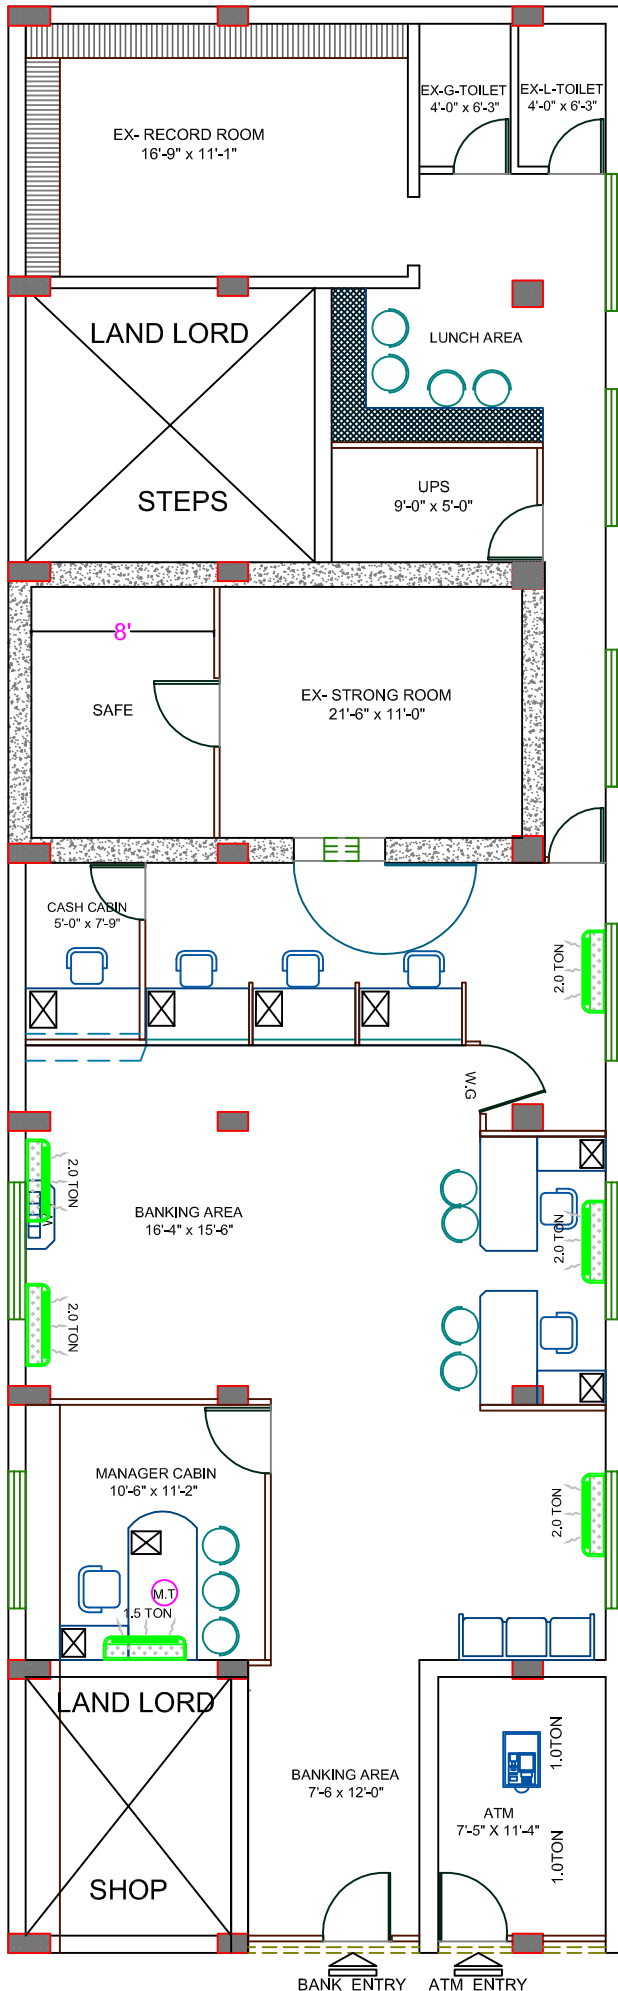 EX-G-TOILET
4'-0" x 6'-3"
EX-L-TOILET
4'-0" x 6'-3"
EX- RECORD ROOM
16'-9" x 11'-1"
LAND LORD
STEPS
LUNCH AREA
UPS
9'-0" x 5'-0"
8'
SAFE
EX- STRONG ROOM
21'-6" x 11'-0"
CASH CABIN
5'-0" x 7'-9"
2.0 TON
W.G
2.0 TON
BANKING AREA
16'-4" x 15'-6"
2.0 TON
2.0 TON
MANAGER CABIN
10'-6" x 11'-2"
2.0 TON
M.T
1.5 TON
LAND LORD
SHOP
BANKING AREA
7'-6 x 12'-0"
1.0TON
ATM
7'-5" X 11'-4"
1.0TON
BANK ENTRY
ATM ENTRY